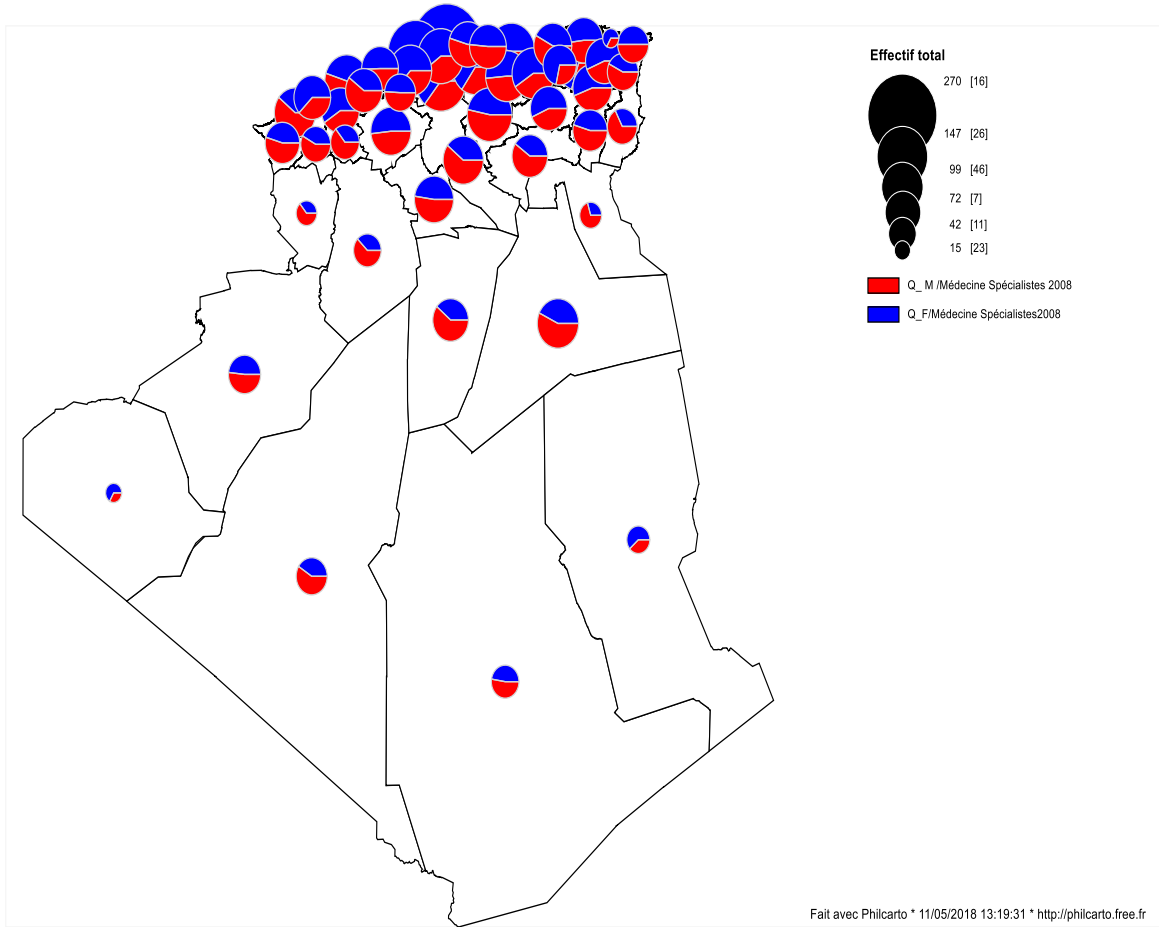 Effectif total
270 [16]
147 [26]
99 [46]
72 [7]
42 [11]
15 [23]
Q_ M /Médecine Spécialistes 2008
Q_F/Médecine Spécialistes2008
Fait avec Philcarto * 11/05/2018 13:19:31 * http://philcarto.free.fr